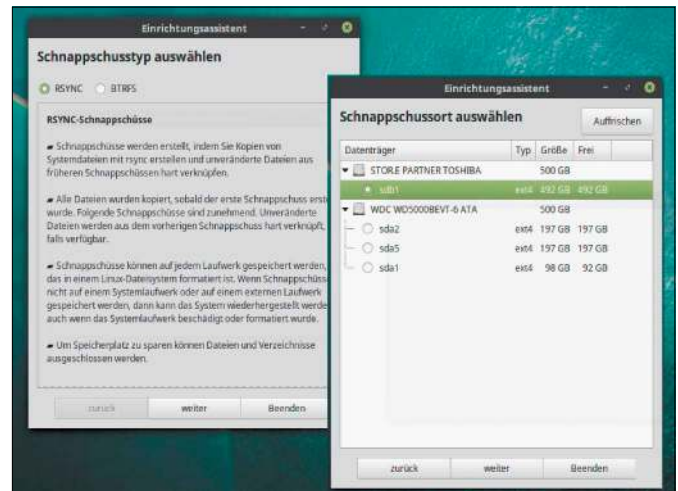 Einrichtungsassistent
Schnappschusstyp auswählen
RSYNC BTRFS
RSYNC-Schnappschüsse
Schnappschüsse werden erstellt, indem Sie Kopien von
Systemdateien mit rsync erstellen und unveränderte Dateien aus
früheren Schnappschüssen hart verknüpfen.
Alle Dateien wurden kopiert, sobald der erste Schnappschuss
wurde. Folgende Schnappschüsse sind zunehmend. Unveränderte
Dateien werden aus dem vorherigen Schnappschuss hart verknüpft,
falls verfügbar.
Schnappschüsse können auf jedem Laufwerk gespeichert werden,
das in einem Linux-Dateisystem formatiert ist. Wenn
nicht auf einem Systemlaufwerk oder auf einem externen Laufwerk
gespeichert werden, dann kann das System wiederhergestellt
auch wenn das Systemlaufwerk beschädigt oder formatiert wurde.
Um Speicherplatz zu sparen können Dateien und Verzeichnisse
ausgeschlossen werden.
zurück weiter Beenden
Einrichtungsassistent
Schnappschussort auswählen Auffrischen
Datenträger Typ Größe Frei
STORE PARTNER TOSHIBA 500 GB
sdb1 ext4 492 GB 492 GB
WDC WD5000BEVT-6 ATA 500 GB
sda2 ext4 197 GB 197 GB
sda5 ext4 197 GB 197 GB
sda1 ext4 98 GB 92 GB
zurück weiter Beenden